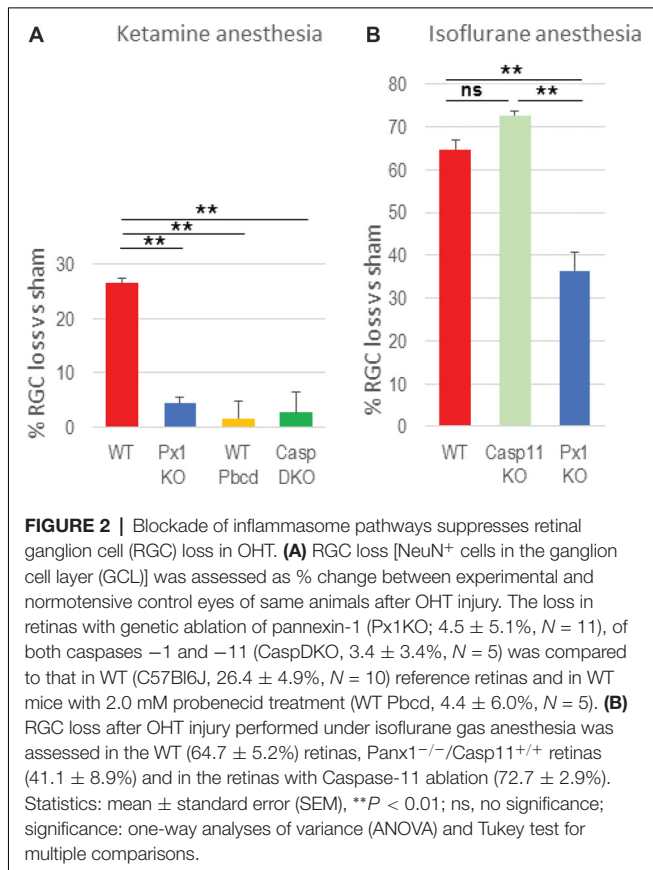 A Ketamine anesthesia
% RGC lossv s sham
30
20
10
0
**
**
**
WT
Px1 KO
WT Pbcd
Casp DKO
B Isoflurane anesthesia
% RGC loss vs sham
80
70
60
50
40
30
20
10
0
**
ns
**
WT
Casp11 KO
Px1 KO
FIGURE 2 | Blockade of inflammasome pathways suppresses retinal
ganglion cell (RGC) loss in OHT. (A) RGC loss [NeuN⁺ cells in the ganglion
cell layer (GCL)] was assessed as % change between experimental and
normotensive control eyes of same animals after OHT injury. The loss in
retinas with genetic ablation of pannexin-1 (Px1KO; 4.5 ± 5.1%, N = 11), of
both caspases −1 and −11 (CaspDKO, 3.4 ± 3.4%, N = 5) was compared
to that in WT (C57Bl6J, 26.4 ± 4.9%, N = 10) reference retinas and in WT
mice with 2.0 mM probenecid treatment (WT Pbcd, 4.4 ± 6.0%, N = 5). (B)
RGC loss after OHT injury performed under isoflurane gas anesthesia was
assessed in the WT (64.7 ± 5.2%) retinas, Panx1⁻/⁻/Casp11⁺/⁺ retinas
(41.1 ± 8.9%) and in the retinas with Caspase-11 ablation (72.7 ± 2.9%).
Statistics: mean ± standard error (SEM), **P < 0.01; ns, no significance;
significance: one-way analyses of variance (ANOVA) and Tukey test for
multiple comparisons.